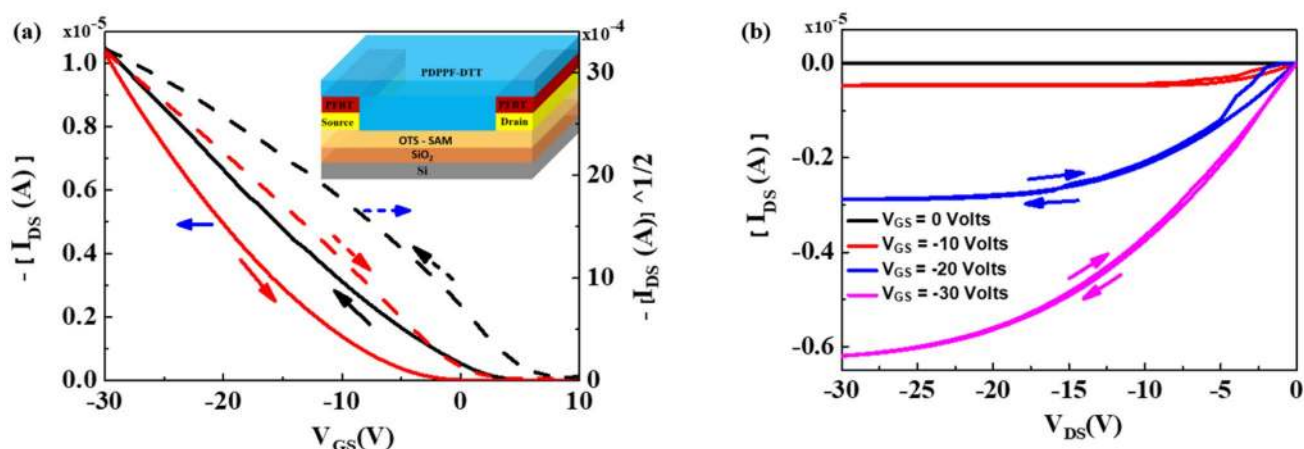 (a)
x10^-5
x10^-4
1.0
0.8
0.6
0.4
0.2
0.0
- [ I_DS (A) ]
30
20
10
0
- [I_DS (A)] ^1/2
-30
-20
-10
0
10
V_GS(V)
PDPPF-DTT
PFBT
PFBT
Source
Drain
OTS - SAM
SiO₂
Si
(b)
x10^-5
0.0
-0.2
-0.4
-0.6
[ I_DS (A) ]
V_GS = 0 Volts
V_GS = -10 Volts
V_GS = -20 Volts
V_GS = -30 Volts
-30
-25
-20
-15
-10
-5
0
V_DS(V)